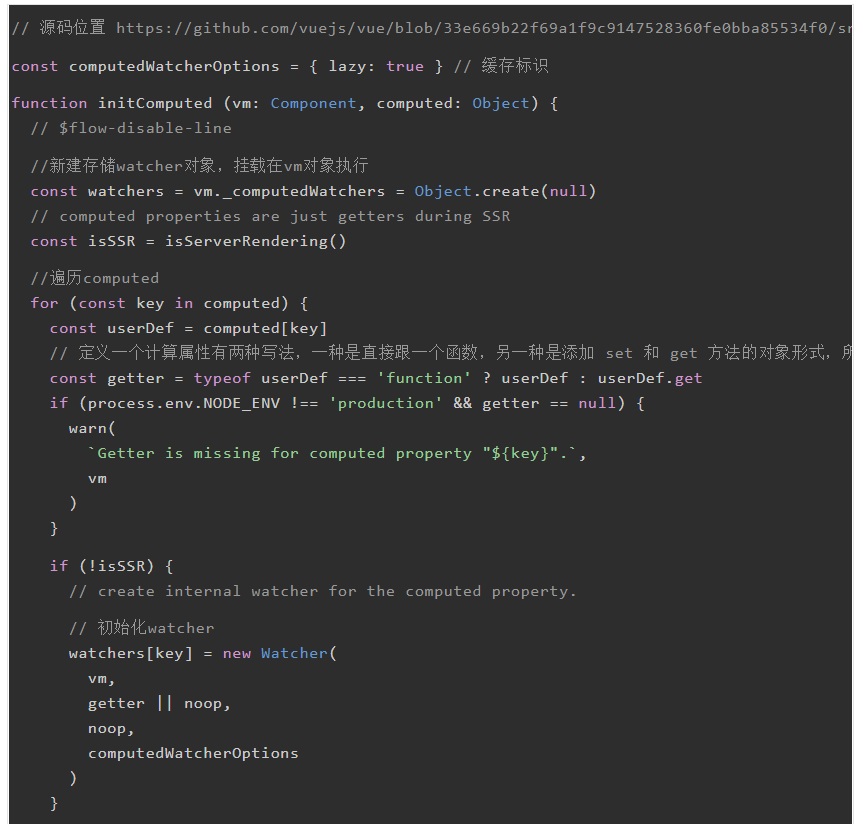 // 源码位置 https://github.com/vuejs/vue/blob/33e669b22f69a1f9c9147528360fe0bba85534f0/sr
const computedWatcherOptions = { lazy: true } // 缓存标识
function initComputed (vm: Component, computed: Object) {
// $flow-disable-line
//新建存储watcher对象，挂载在vm对象执行
const watchers = vm._computedWatchers = Object.create(null)
// computed properties are just getters during SSR
const isSSR = isServerRendering()
//遍历computed
for (const key in computed) {
const userDef = computed[key]
// 定义一个计算属性有两种写法，一种是直接跟一个函数，另一种是添加 set 和 get 方法的对象形式，所
const getter = typeof userDef === 'function' ? userDef : userDef.get
if (process.env.NODE_ENV !== 'production' && getter == null) {
warn(
`Getter is missing for computed property "${key}".`,
vm
)
}
if (!isSSR) {
// create internal watcher for the computed property.
// 初始化watcher
watchers[key] = new Watcher(
vm,
getter || noop,
noop,
computedWatcherOptions
)
}